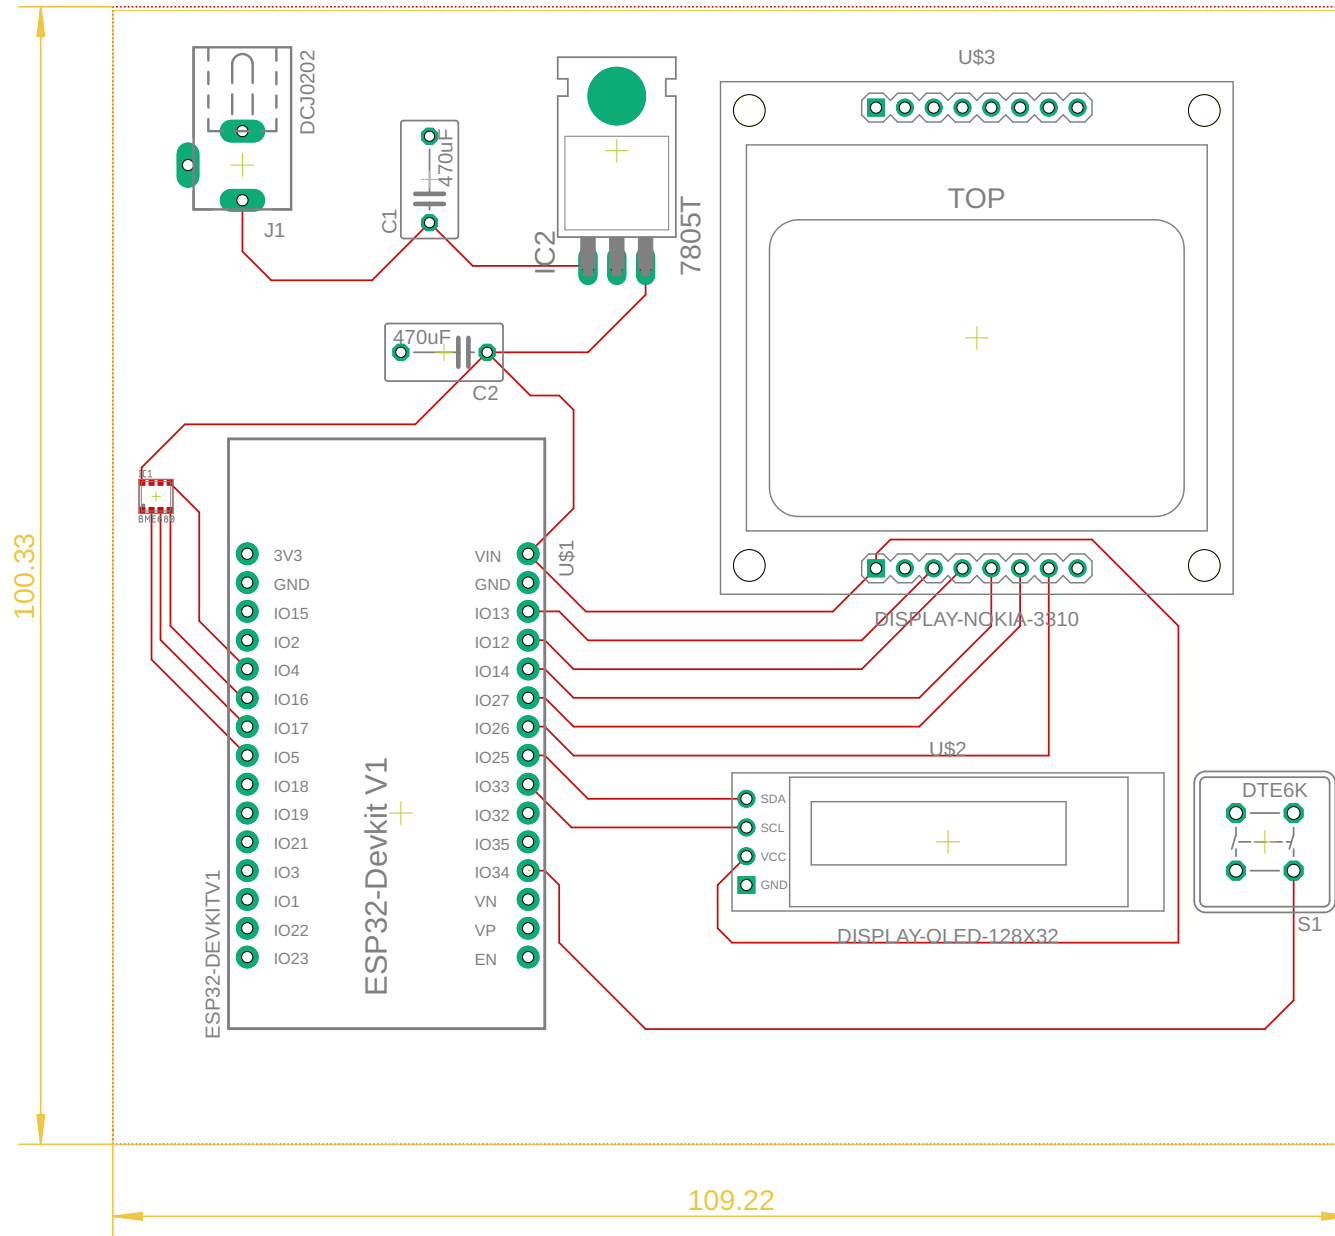 DCJ0202
J1
C1
470uF
IC2
7805T
U$3
TOP
DISPLAY-NOKIA-3310
470uF
C2
IC1
BME680
U$1
3V3
GND
IO15
IO2
IO4
IO16
IO17
IO5
IO18
IO19
IO21
IO3
IO1
IO22
IO23
VIN
GND
IO13
IO12
IO14
IO27
IO26
IO25
IO33
IO32
IO35
IO34
VN
VP
EN
ESP32-Devkit V1
ESP32-DEVKITV1
U$2
SDA
SCL
VCC
GND
DISPLAY-OLED-128X32
DTE6K
S1
100.33
109.22